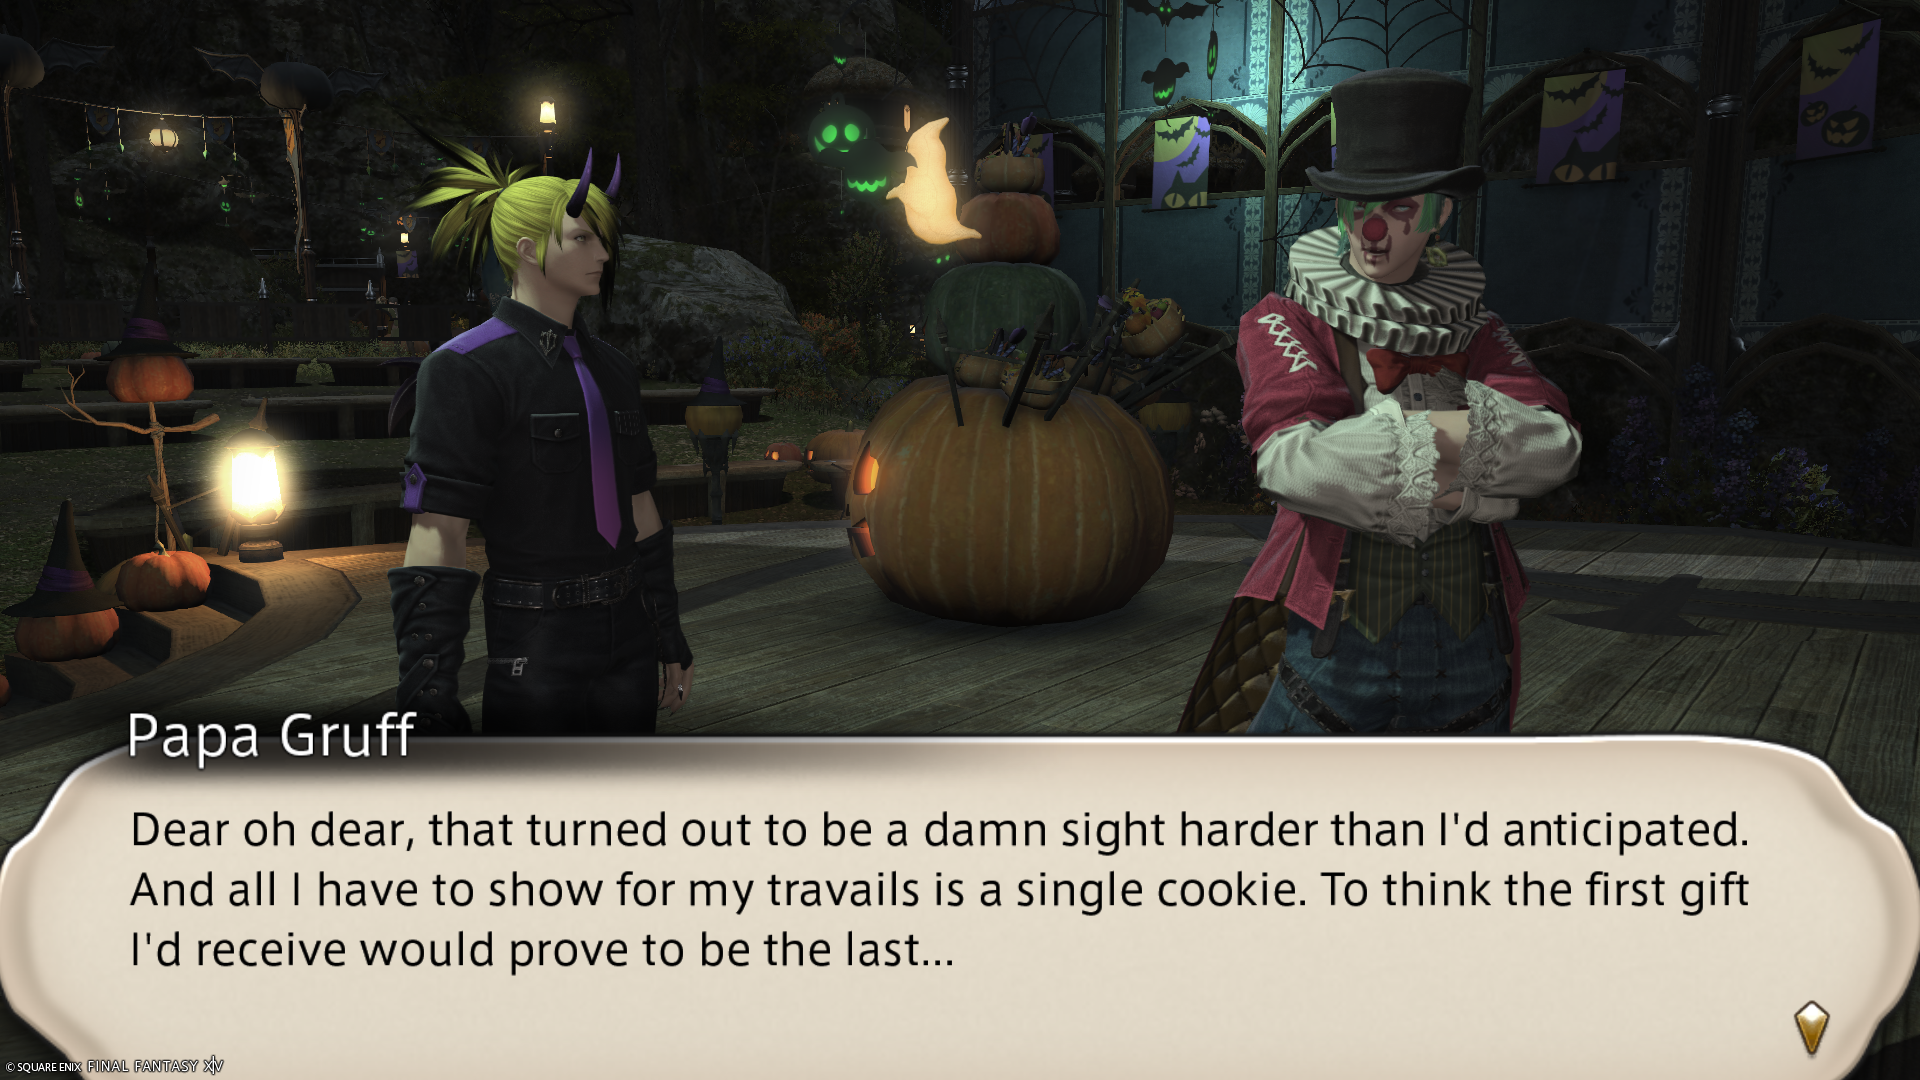 Papa Gruff
Dear oh dear, that turned out to be a damn sight harder than I'd anticipated.
And all I have to show for my travails is a single cookie. To think the first gift
I'd receive would prove to be the last...
© SQUARE ENIX FINAL FANTASY XIV